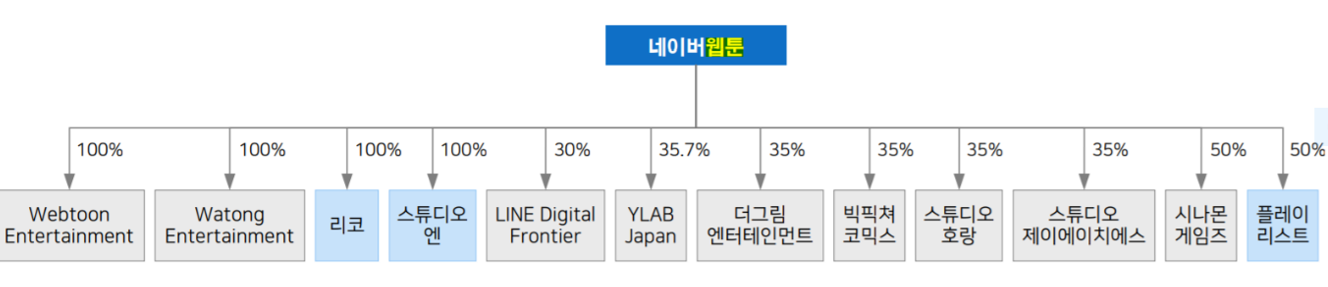 네이버웹툰
100%
100%
100%
100%
30%
35.7%
35%
35%
35%
35%
50%
50%
Webtoon
Entertainment
Watong
Entertainment
리코
스튜디오
엔
LINE Digital
Frontier
YLAB
Japan
더그림
엔터테인먼트
빅픽쳐
코믹스
스튜디오
호랑
스튜디오
제이에이치에스
시나몬
게임즈
플레이
리스트